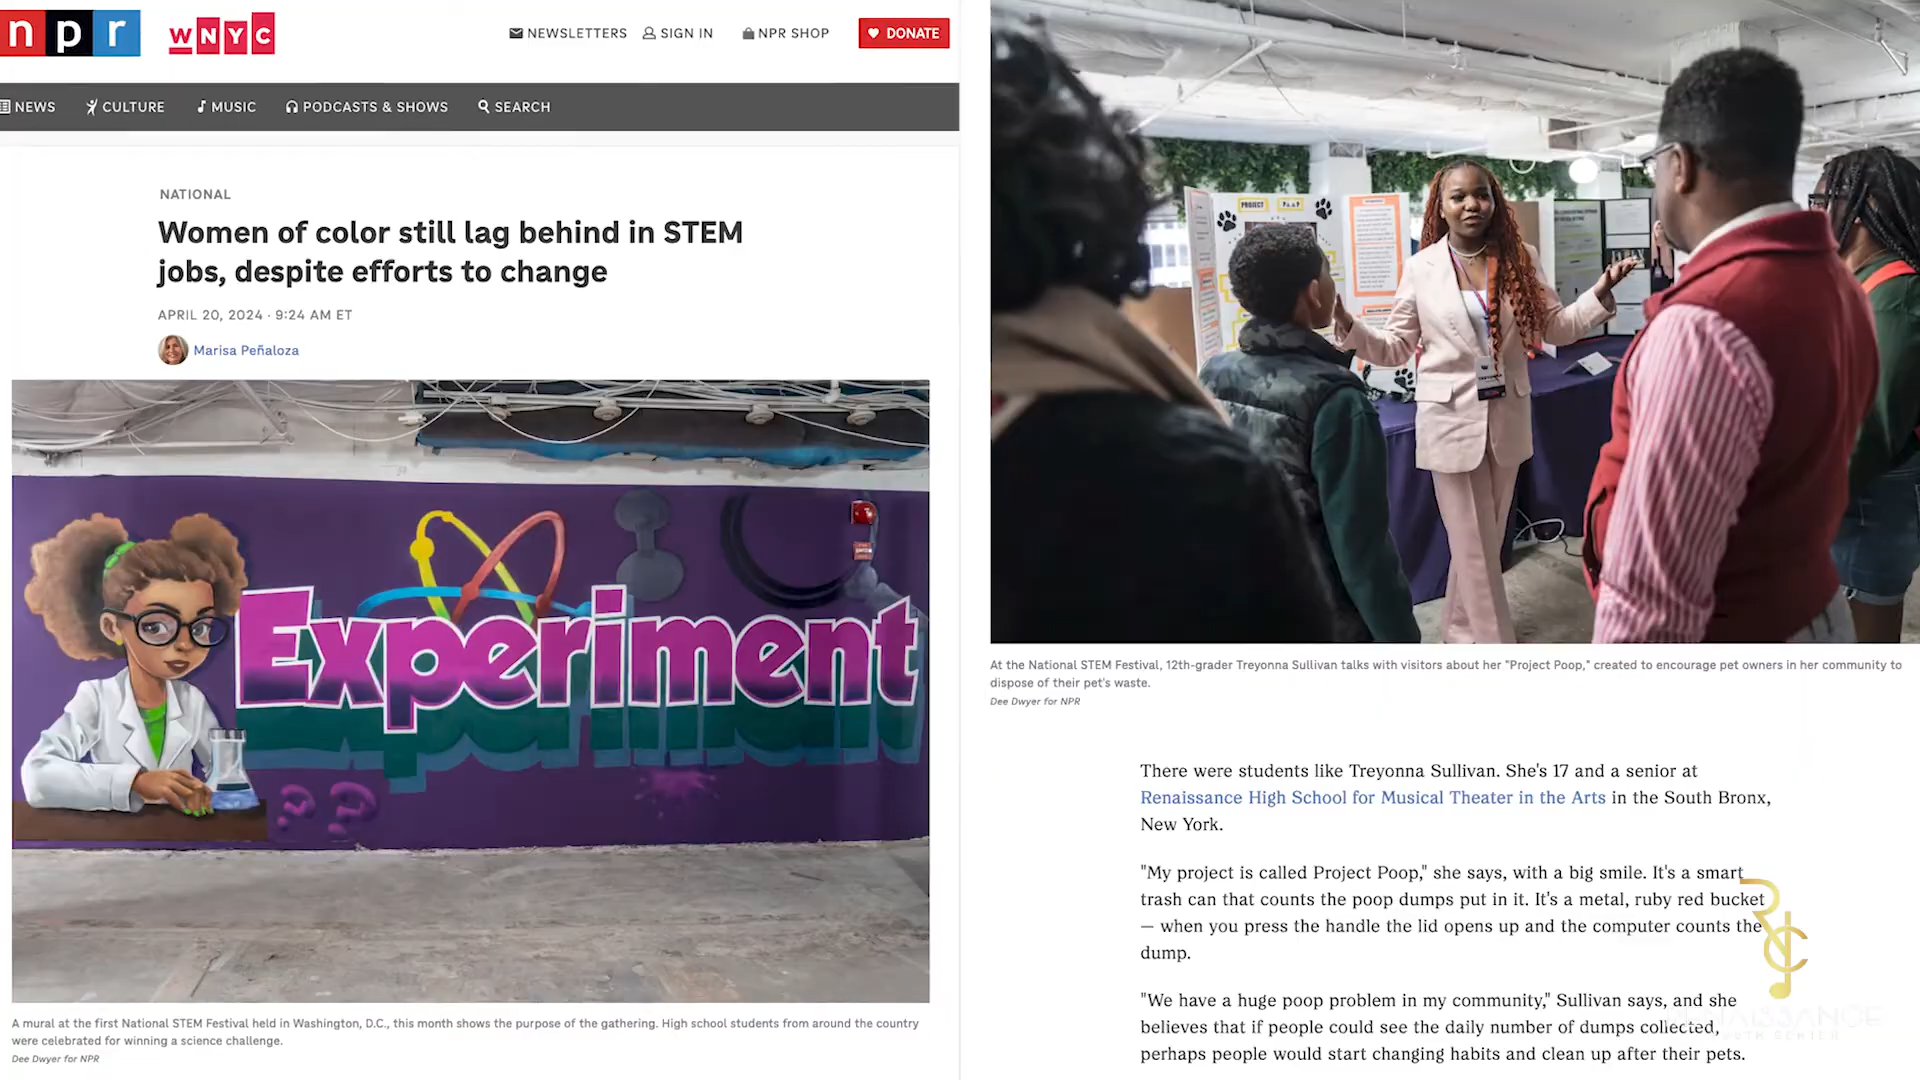 npr
WNYC
NEWSLETTERS
SIGN IN
NPR SHOP
DONATE
NEWS
CULTURE
MUSIC
PODCASTS & SHOWS
SEARCH
NATIONAL
Women of color still lag behind in STEM
jobs, despite efforts to change
APRIL 20, 2024 · 9:24 AM ET
Marisa Peñaloza
Experiment
??
A mural at the first National STEM Festival held in Washington, D.C., this month shows the purpose of the gathering. High school students from around the country
were celebrated for winning a science challenge.
Dee Dwyer for NPR
PROJECT
At the National STEM Festival, 12th-grader Treyonna Sullivan talks with visitors about her "Project Poop," created to encourage pet owners in her community to
dispose of their pet's waste.
Dee Dwyer for NPR
There were students like Treyonna Sullivan. She's 17 and a senior at
Renaissance High School for Musical Theater in the Arts in the South Bronx,
New York.
"My project is called Project Poop," she says, with a big smile. It's a smart
trash can that counts the poop dumps put in it. It's a metal, ruby red bucket
— when you press the handle the lid opens up and the computer counts the
dump.
"We have a huge poop problem in my community," Sullivan says, and she
believes that if people could see the daily number of dumps collected,
perhaps people would start changing habits and clean up after their pets.
RENAISSANCE
YOUTH CENTER